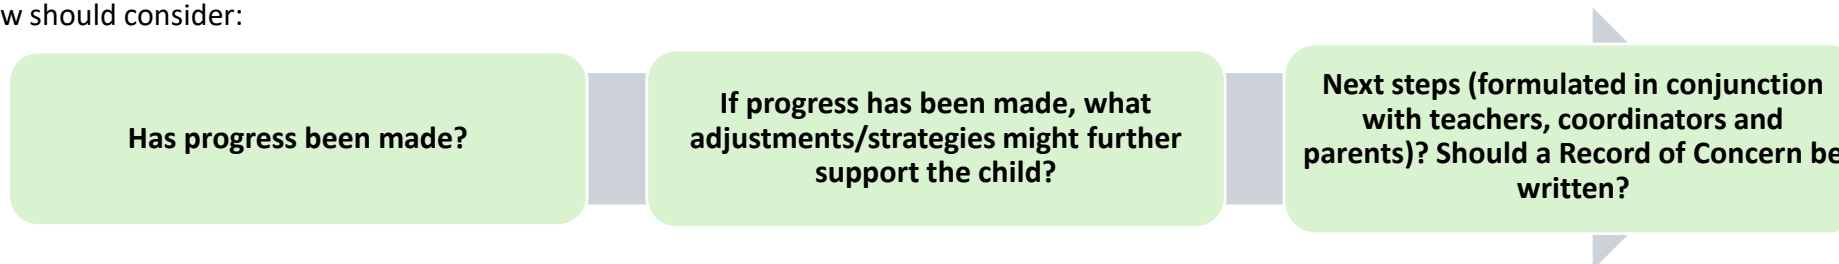 w should consider:
Has progress been made?
If progress has been made, what
adjustments/strategies might further
support the child?
Next steps (formulated in conjunction
with teachers, coordinators and
parents)? Should a Record of Concern be
written?